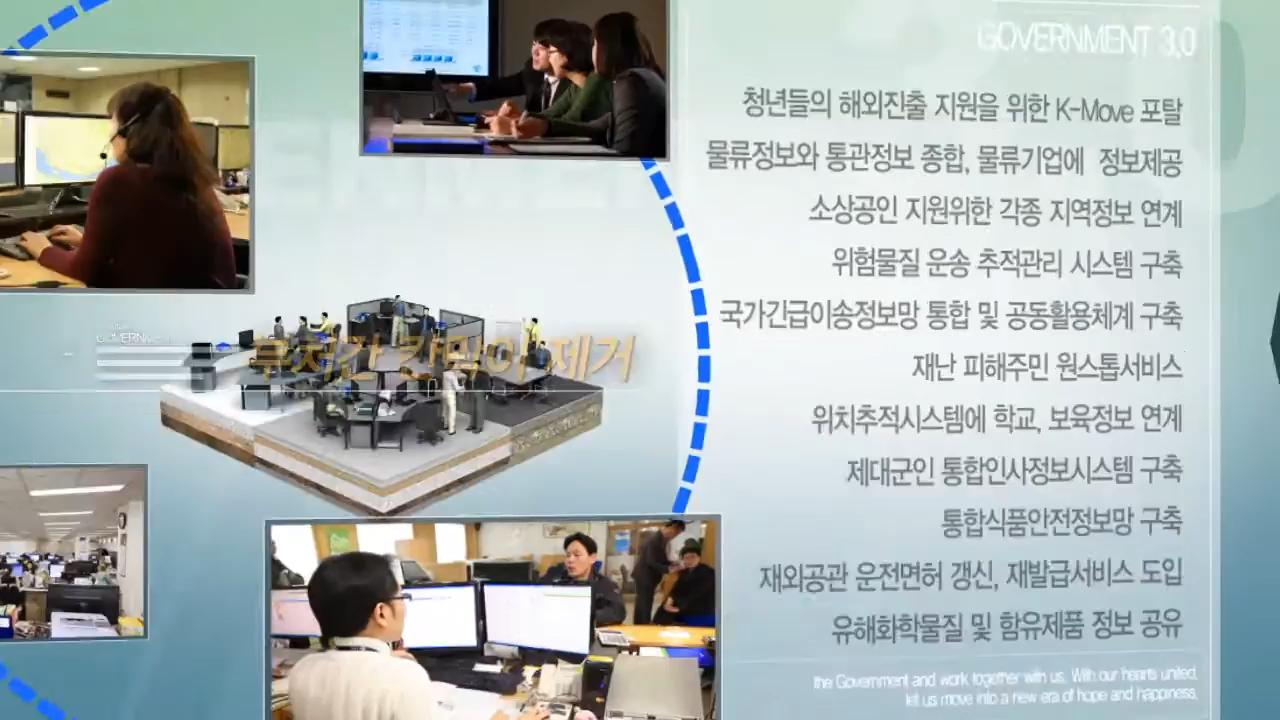 GOVERNMENT 3.0
청년들의 해외진출 지원을 위한 K-Move 포탈
물류정보와 통관정보 종합, 물류기업에 정보제공
소상공인 지원위한 각종 지역정보 연계
위험물질 운송 추적관리 시스템 구축
국가긴급이송정보망 통합 및 공동활용체계 구축
재난 피해주민 원스톱서비스
위치추적시스템에 학교, 보육정보 연계
제대군인 통합인사정보시스템 구축
통합식품안전정보망 구축
재외공관 운전면허 갱신, 재발급서비스 도입
유해화학물질 및 함유제품 정보 공유
the Government and work together with us. With our hearts united,
let us move into a new era of hope and happiness.
부처간 칸막이 제거